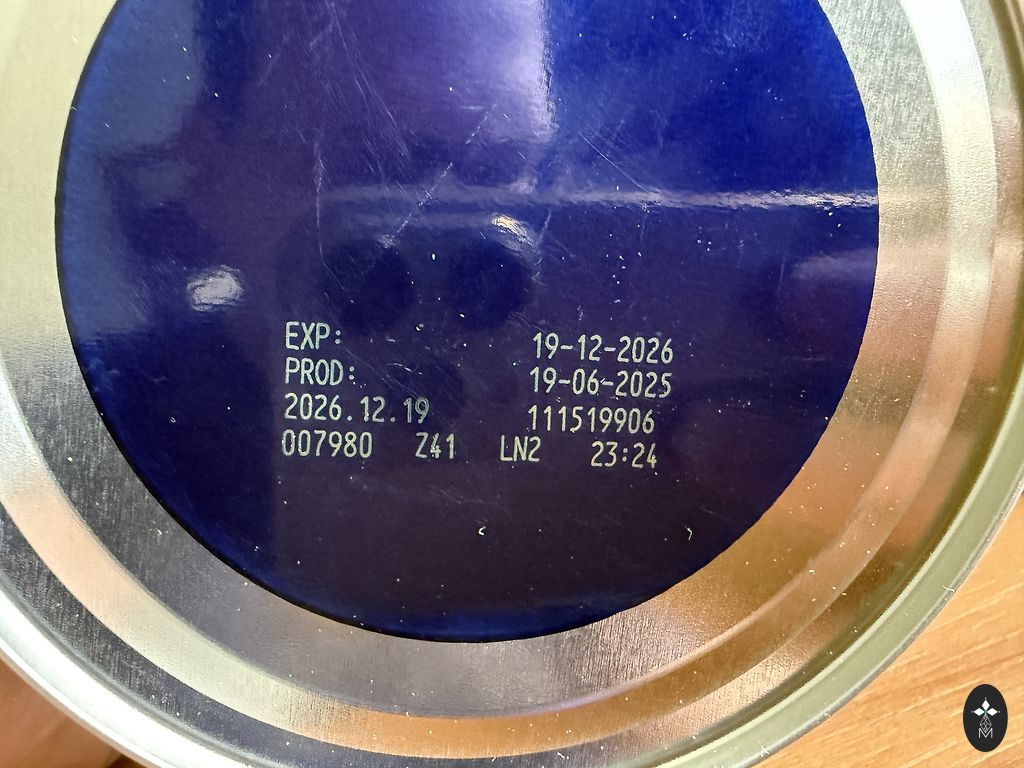 EXP: 19-12-2026
PROD: 19-06-2025
2026.12.19 111519906
007980 Z41 LN2 23:24
M